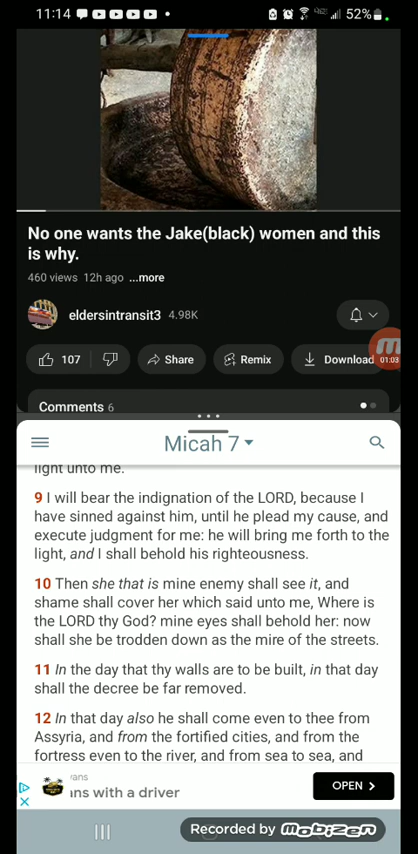 11:14
52%
No one wants the Jake(black) women and this
is why.
460 views 12h ago ...more
eldersintransit3 4.98K
107 Share Remix Download
01:03
Comments 6
Micah 7
light unto me.
9 I will bear the indignation of the LORD, because I
have sinned against him, until he plead my cause, and
execute judgment for me: he will bring me forth to the
light, and I shall behold his righteousness.
10 Then she that is mine enemy shall see it, and
shame shall cover her which said unto me, Where is
the LORD thy God? mine eyes shall behold her: now
shall she be trodden down as the mire of the streets.
11 In the day that thy walls are to be built, in that day
shall the decree be far removed.
12 In that day also he shall come even to thee from
Assyria, and from the fortified cities, and from the
fortress even to the river, and from sea to sea, and
ans with a driver
OPEN
Recorded by mobizen